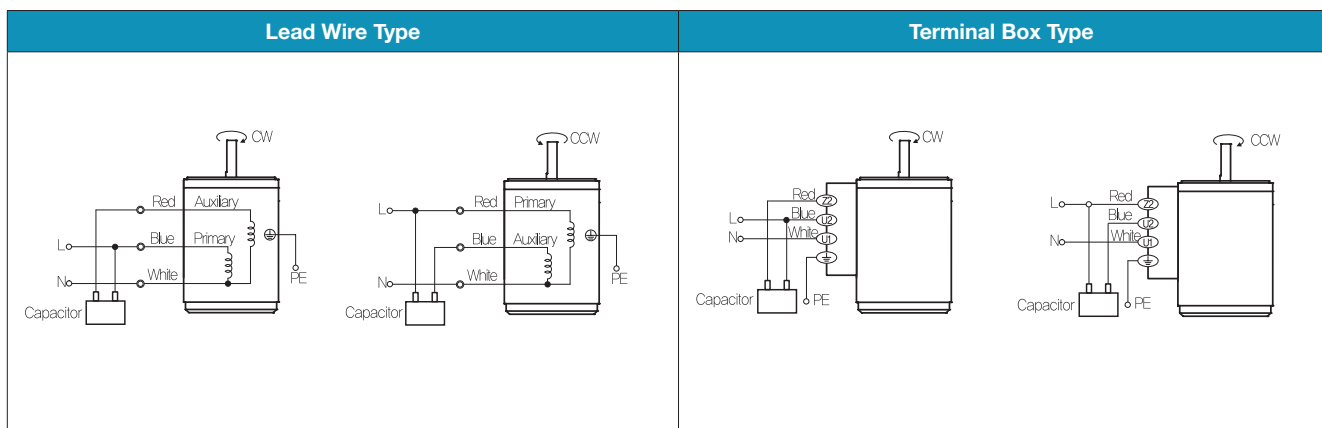 Lead Wire Type
Terminal Box Type
CW
Red Auxiliary
L Blue Primary
N White
PE
Capacitor
CCW
L Red Primary
Blue Auxiliary
N White
PE
Capacitor
CW
Red Z2
L Blue U2
N White U1
Capacitor
PE
CCW
Red
L Z2
Blue U2
N White U1
Capacitor
PE